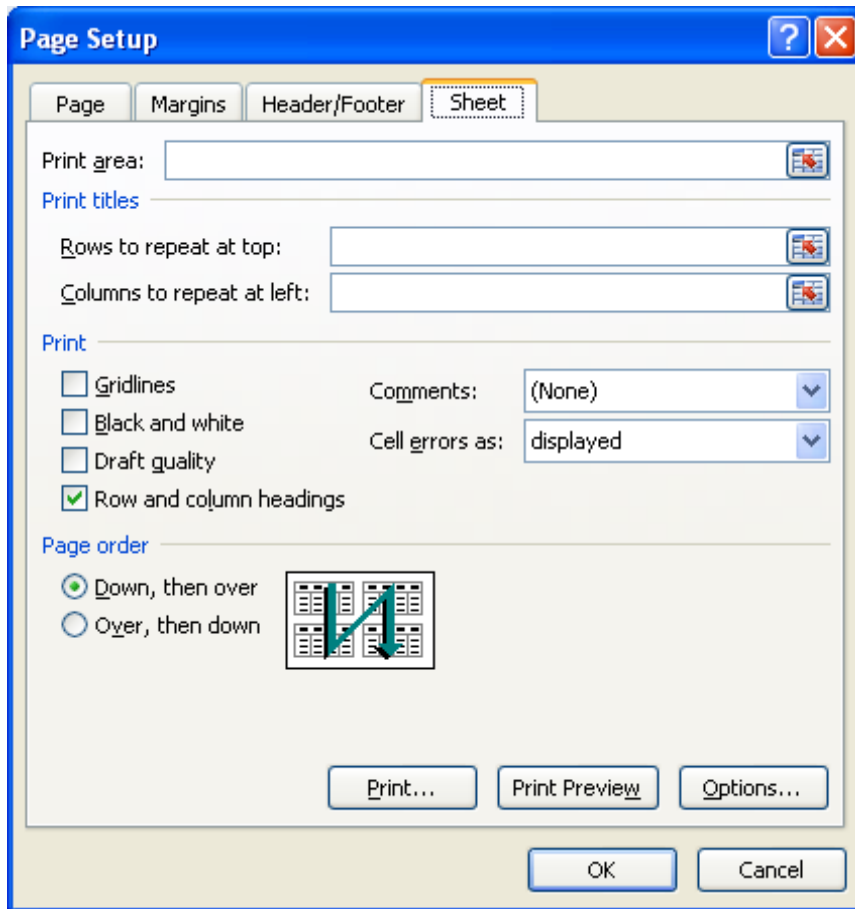 Page Setup
Page Margins Header/Footer Sheet
Print area:
Print titles
Rows to repeat at top:
Columns to repeat at left:
Print
Gridlines
Comments: (None)
Black and white
Cell errors as: displayed
Draft quality
Row and column headings
Page order
Down, then over
Over, then down
Print... Print Preview Options...
OK Cancel